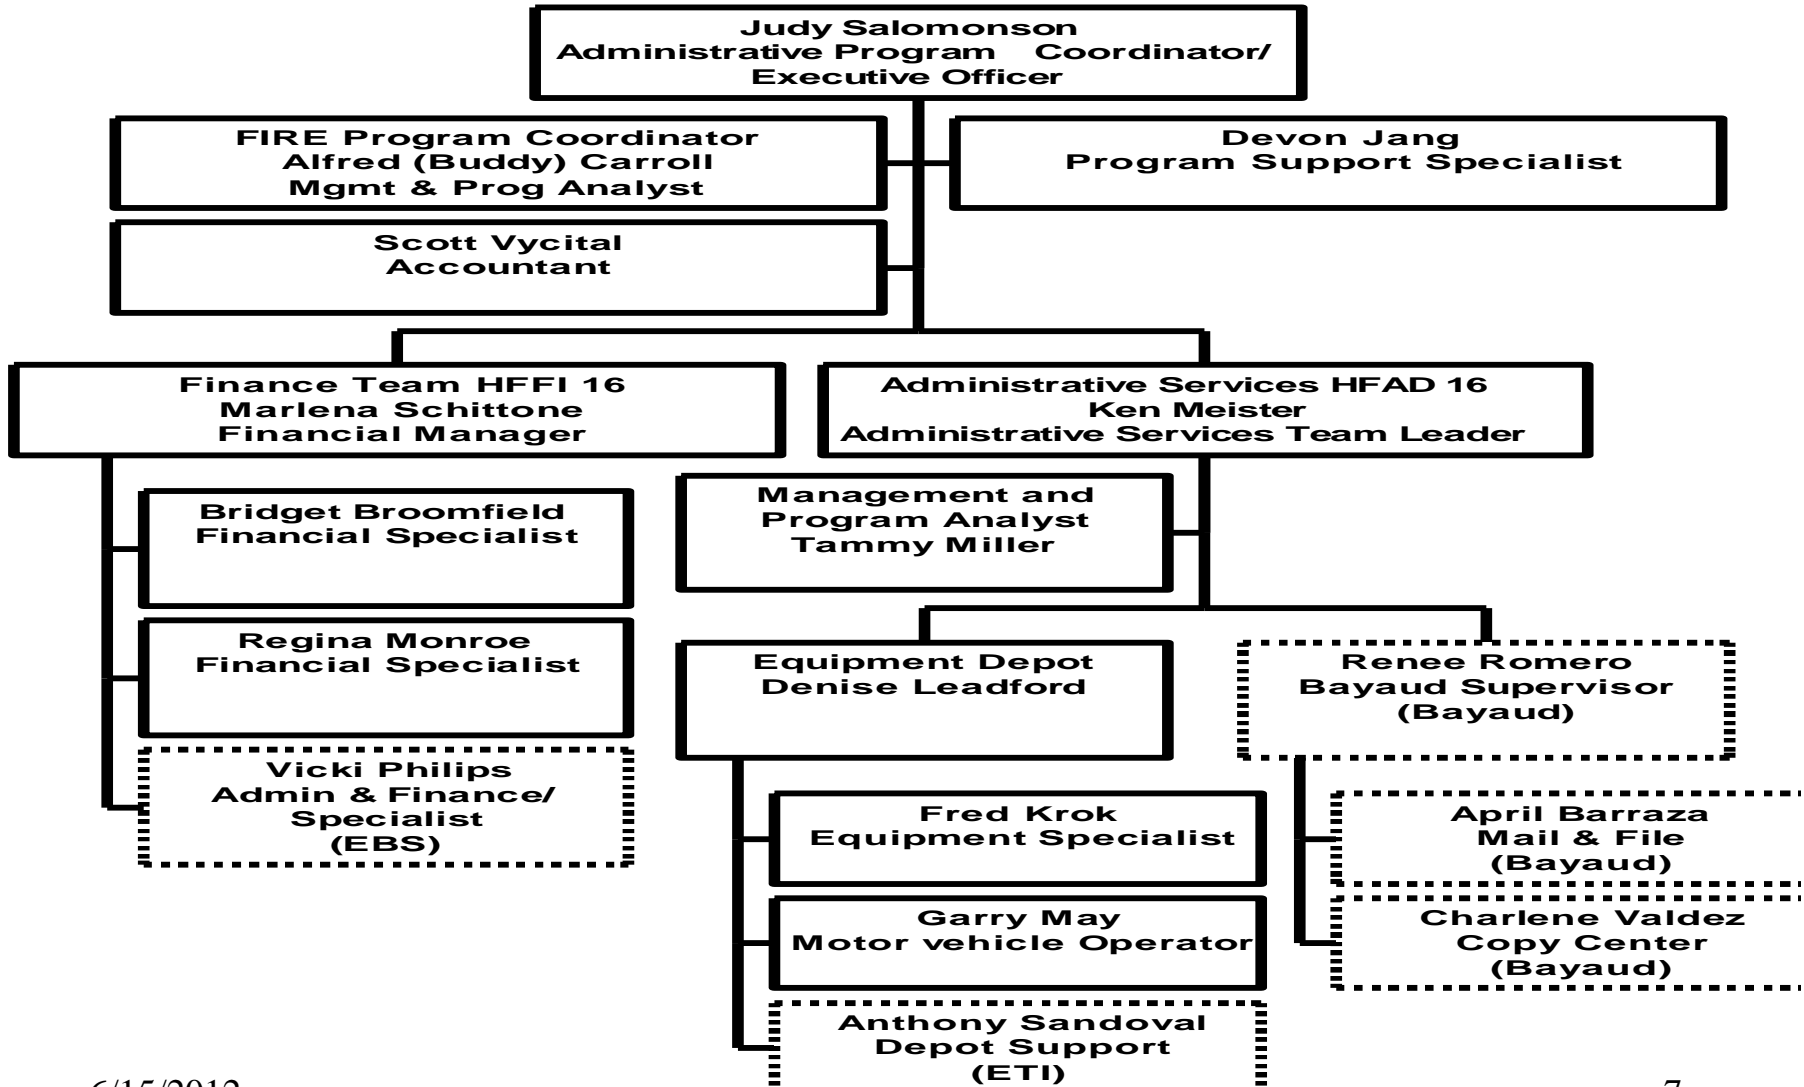 Judy Salomonson
Administrative Program Coordinator/
Executive Officer
FIRE Program Coordinator
Alfred (Buddy) Carroll
Mgmt & Prog Analyst
Devon Jang
Program Support Specialist
Scott Vycital
Accountant
Finance Team HFFI 16
Marlena Schittone
Financial Manager
Administrative Services HFAD 16
Ken Meister
Administrative Services Team Leader
Bridget Broomfield
Financial Specialist
Management and
Program Analyst
Tammy Miller
Regina Monroe
Financial Specialist
Equipment Depot
Denise Leadford
Renee Romero
Bayaud Supervisor
(Bayaud)
Vicki Philips
Admin & Finance/
Specialist
(EBS)
Fred Krok
Equipment Specialist
April Barraza
Mail & File
(Bayaud)
Garry May
Motor vehicle Operator
Charlene Valdez
Copy Center
(Bayaud)
Anthony Sandoval
Depot Support
(ETI)
6/15/2012
7